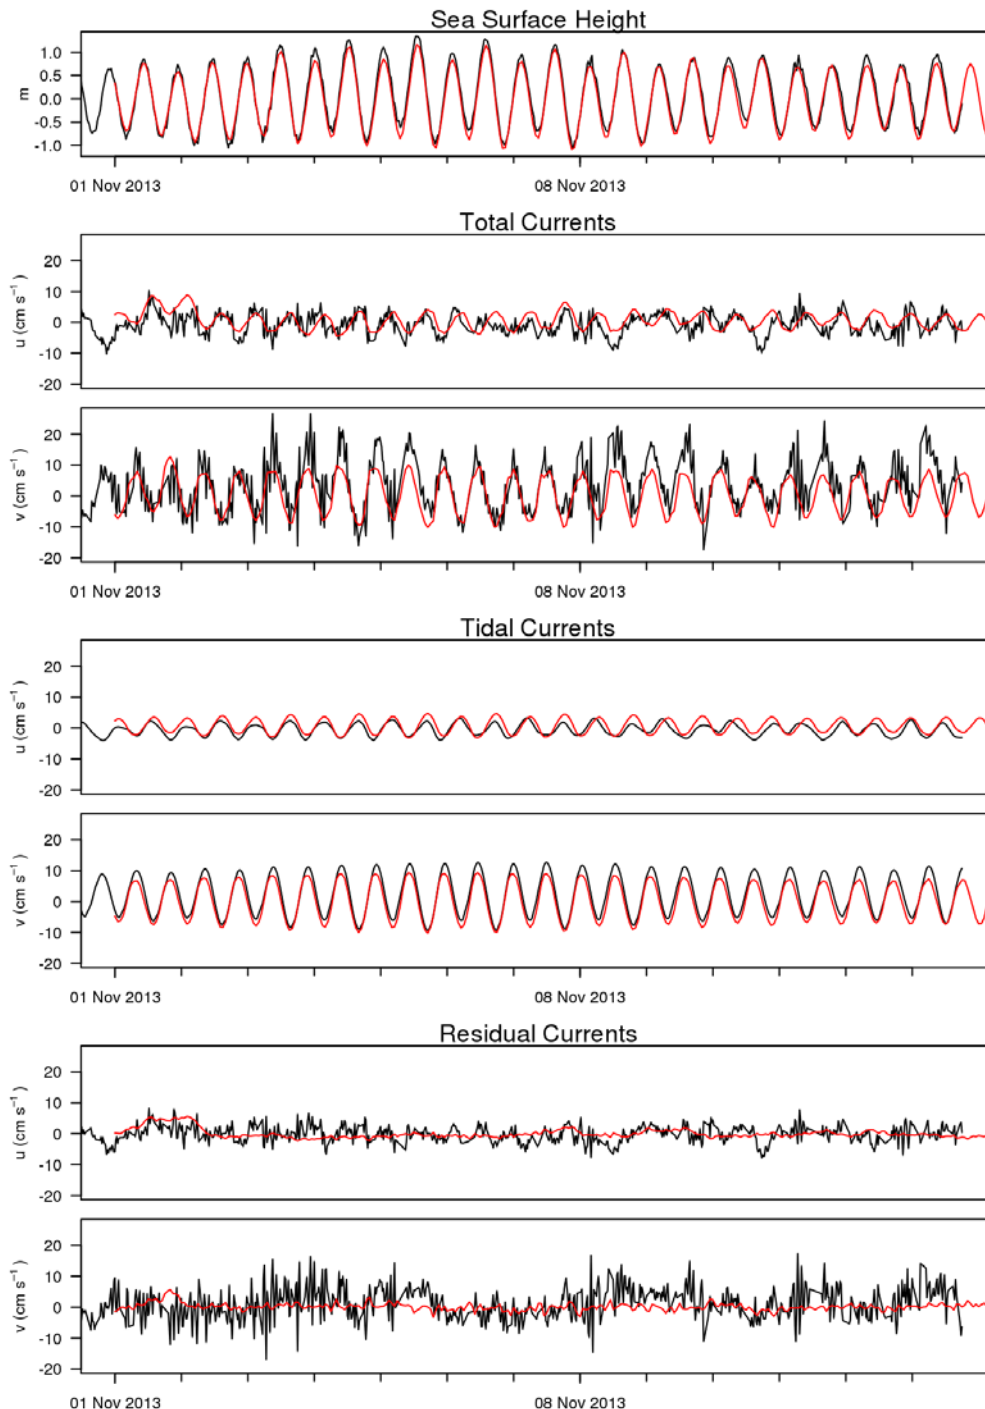 Sea Surface Height
1.0
0.5
0.0
-0.5
-1.0
m
01 Nov 2013 08 Nov 2013
Total Currents
20
10
0
-10
-20
u (cm s⁻¹)
20
10
0
-10
-20
v (cm s⁻¹)
01 Nov 2013 08 Nov 2013
Tidal Currents
20
10
0
-10
-20
u (cm s⁻¹)
20
10
0
-10
-20
v (cm s⁻¹)
01 Nov 2013 08 Nov 2013
Residual Currents
20
10
0
-10
-20
u (cm s⁻¹)
20
10
0
-10
-20
v (cm s⁻¹)
01 Nov 2013 08 Nov 2013